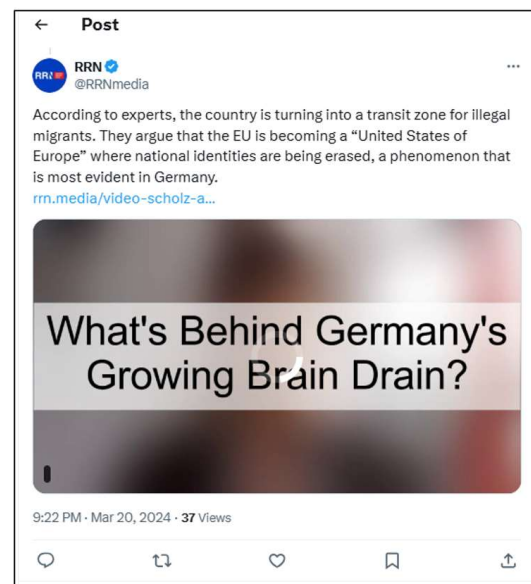 Post
RRN
RRN
@RRNmedia
According to experts, the country is turning into a transit zone for illegal
migrants. They argue that the EU is becoming a “United States of
Europe” where national identities are being erased, a phenomenon that
is most evident in Germany.
rrn.media/video-scholz-a...
What's Behind Germany's
Growing Brain Drain?
9:22 PM · Mar 20, 2024 · 37 Views